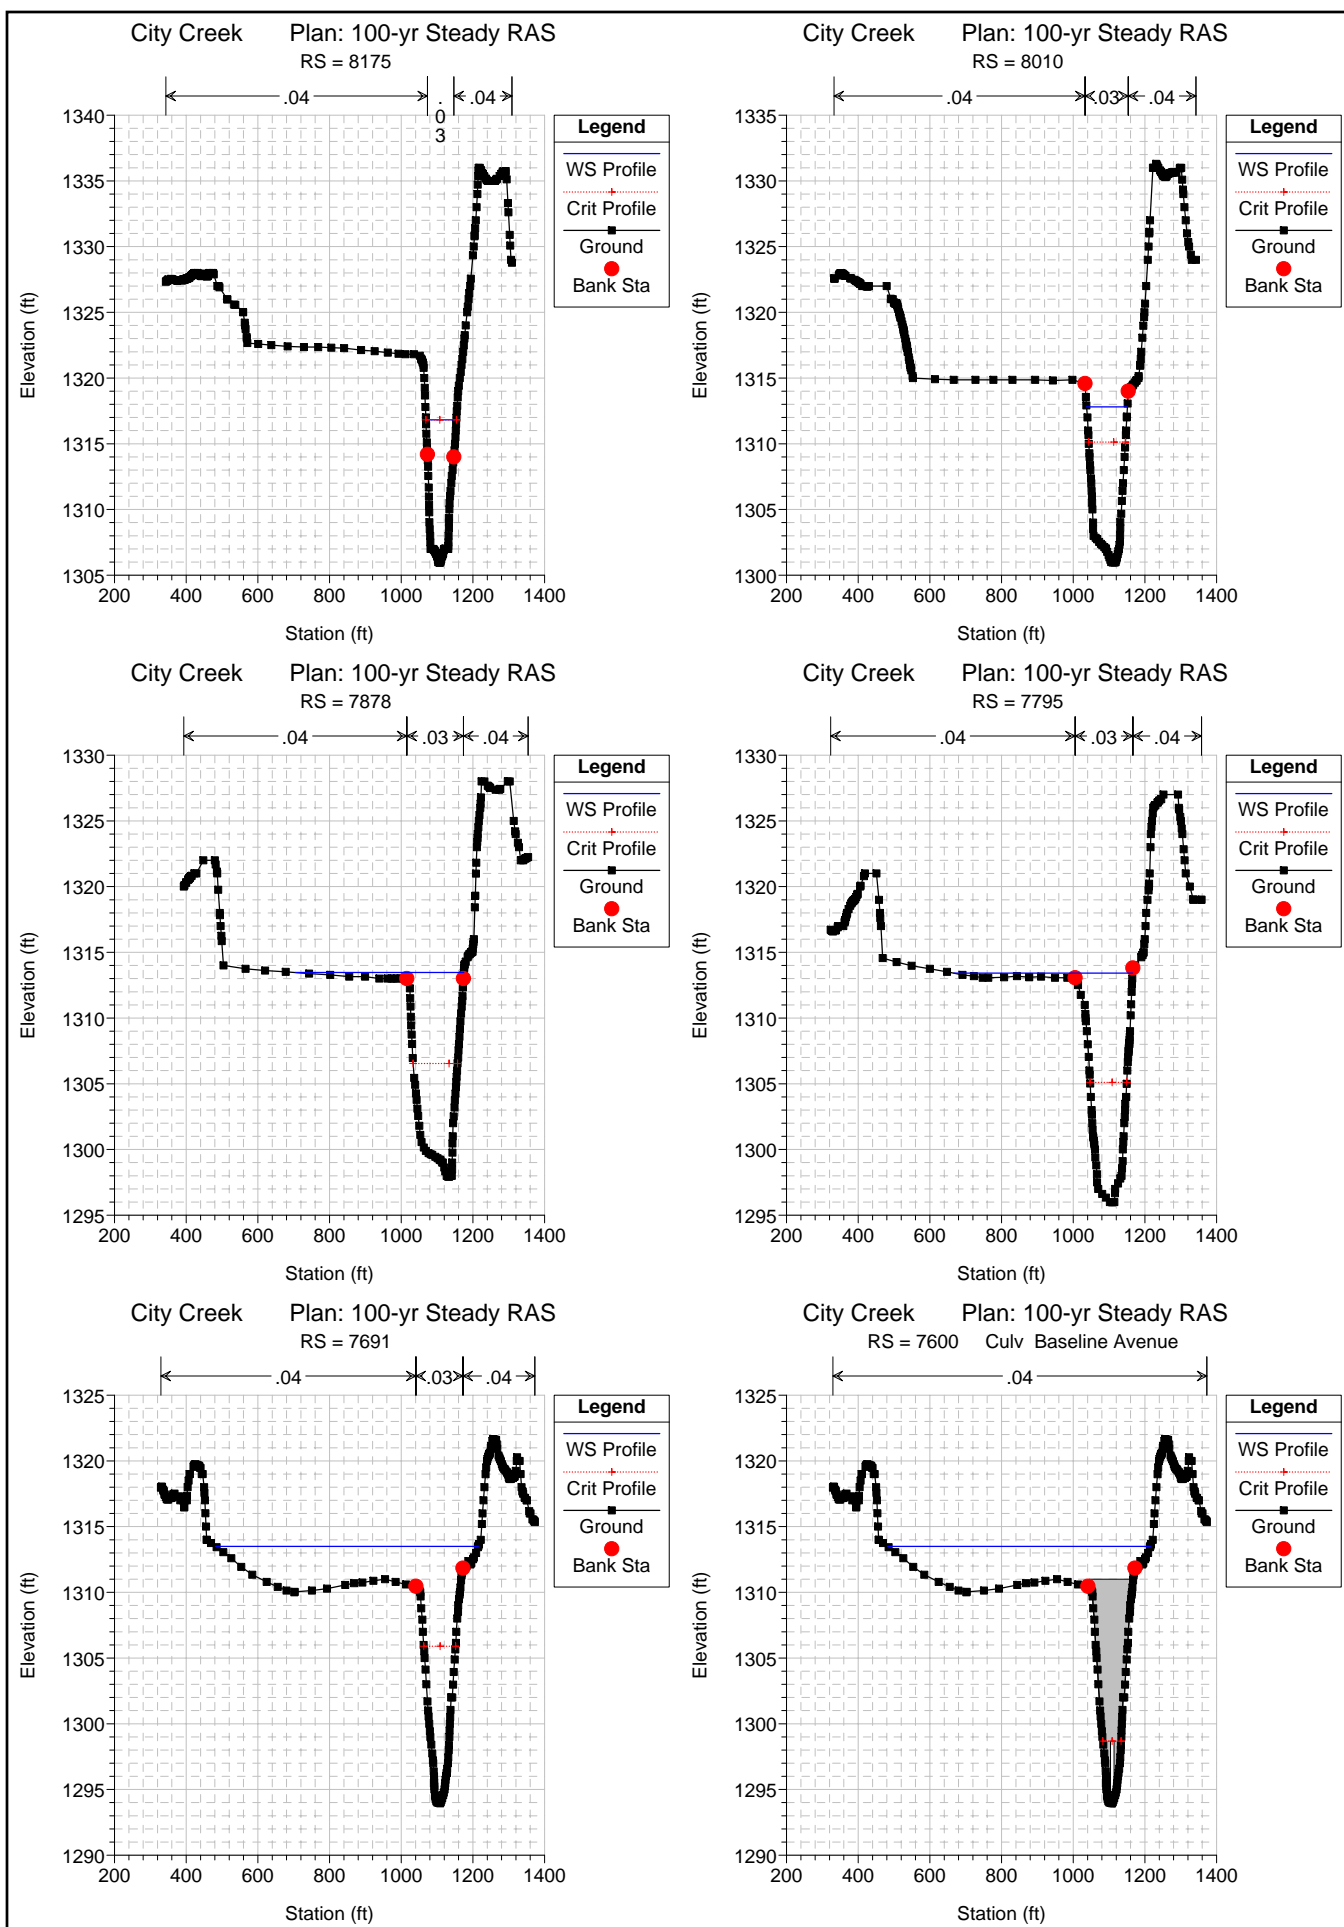 City Creek Plan: 100-yr Steady RAS
RS = 8175
.04 .03 .04
1340
1335
1330
1325
1320
1315
1310
1305
200 400 600 800 1000 1200 1400
Elevation (ft)
Station (ft)
Legend
WS Profile
Crit Profile
Ground
Bank Sta
City Creek Plan: 100-yr Steady RAS
RS = 8010
.04 .03 .04
1335
1330
1325
1320
1315
1310
1305
1300
200 400 600 800 1000 1200 1400
Elevation (ft)
Station (ft)
Legend
WS Profile
Crit Profile
Ground
Bank Sta
City Creek Plan: 100-yr Steady RAS
RS = 7878
.04 .03 .04
1330
1325
1320
1315
1310
1305
1300
1295
200 400 600 800 1000 1200 1400
Elevation (ft)
Station (ft)
Legend
WS Profile
Crit Profile
Ground
Bank Sta
City Creek Plan: 100-yr Steady RAS
RS = 7795
.04 .03 .04
1330
1325
1320
1315
1310
1305
1300
1295
200 400 600 800 1000 1200 1400
Elevation (ft)
Station (ft)
Legend
WS Profile
Crit Profile
Ground
Bank Sta
City Creek Plan: 100-yr Steady RAS
RS = 7691
.04 .03 .04
1325
1320
1315
1310
1305
1300
1295
1290
200 400 600 800 1000 1200 1400
Elevation (ft)
Station (ft)
Legend
WS Profile
Crit Profile
Ground
Bank Sta
City Creek Plan: 100-yr Steady RAS
RS = 7600 Culv Baseline Avenue
.04
1325
1320
1315
1310
1305
1300
1295
1290
200 400 600 800 1000 1200 1400
Elevation (ft)
Station (ft)
Legend
WS Profile
Crit Profile
Ground
Bank Sta